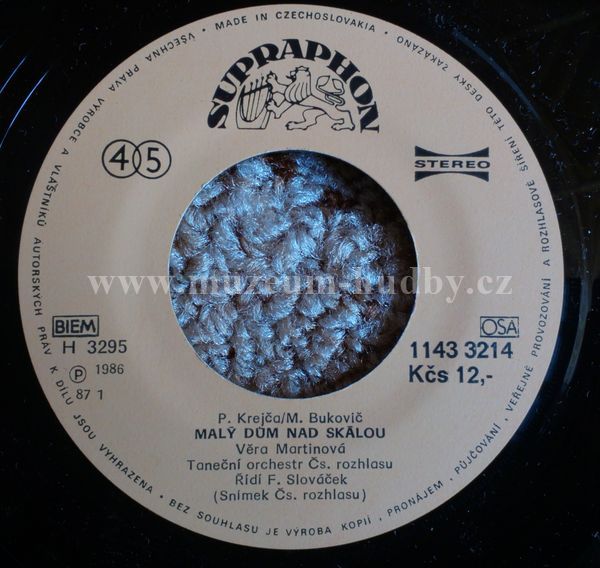 VŠECHNA PRÁVA VÝROBCE A VLASTNÍKŮ AUTORSKÝCH PRÁV K DÍLU JSOU VYHRAZENA • BEZ SOUHLASU JE VÝROBA KOPIÍ, PRONÁJEM, PŮJČOVÁNÍ, VEŘEJNÉ PROVOZOVÁNÍ A ROZHLASOVÉ ŠÍŘENÍ TÉTO DESKY ZAKÁZÁNO • MADE IN CZECHOSLOVAKIA •
SUPRAPHON
45
STEREO
www.muzeum-hudby.cz
BIEM
OSA
H 3295
1143 3214
Ⓟ 1986
Kčs 12,-
87 1
P. Krejča/M. Bukovič
MALÝ DŮM NAD SKÁLOU
Věra Martinová
Taneční orchestr Čs. rozhlasu
Řídí F. Slováček
(Snímek Čs. rozhlasu)